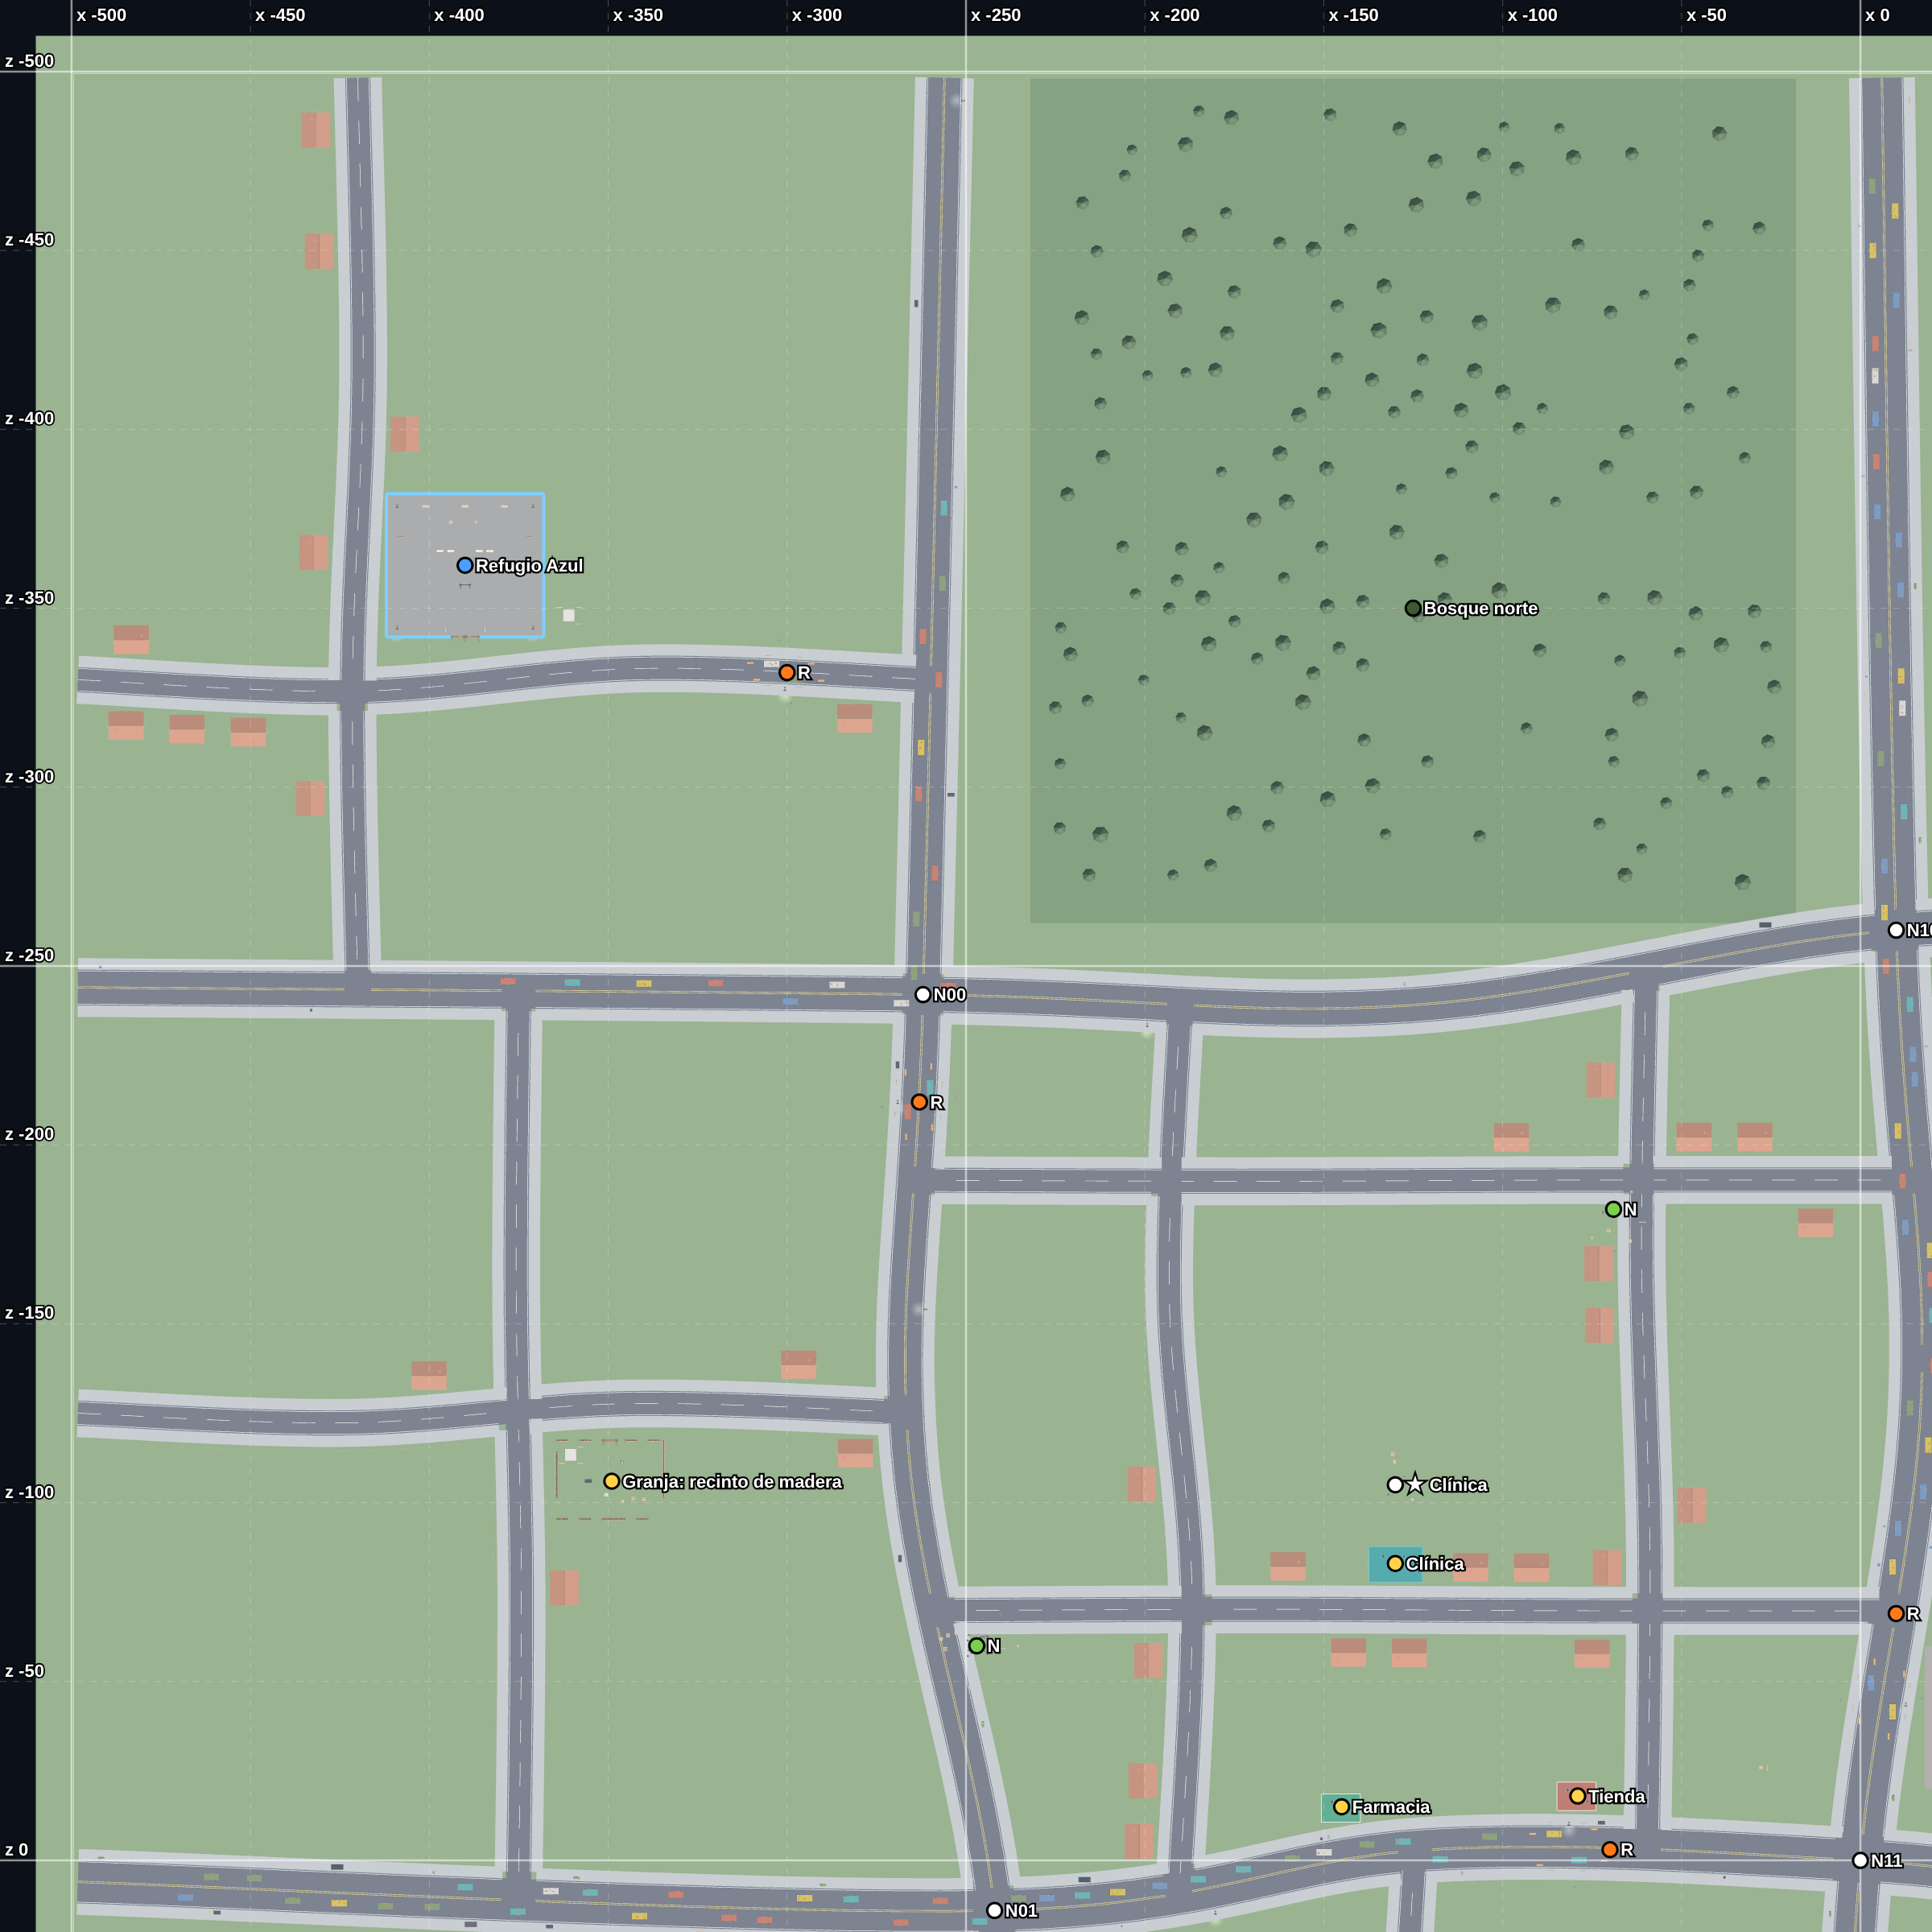 x -500 x -450 x -400 x -350 x -300 x -250 x -200 x -150 x -100 x -50 x 0
z -500
z -450
z -400
Refugio Azul
z -350
Bosque norte
R
z -300
z -250
N00
N10
R
z -200
N
z -150
z -100
Granja: recinto de madera
Clínica
Clínica
R
N
z -50
Tienda
Farmacia
z 0
R
N11
N01